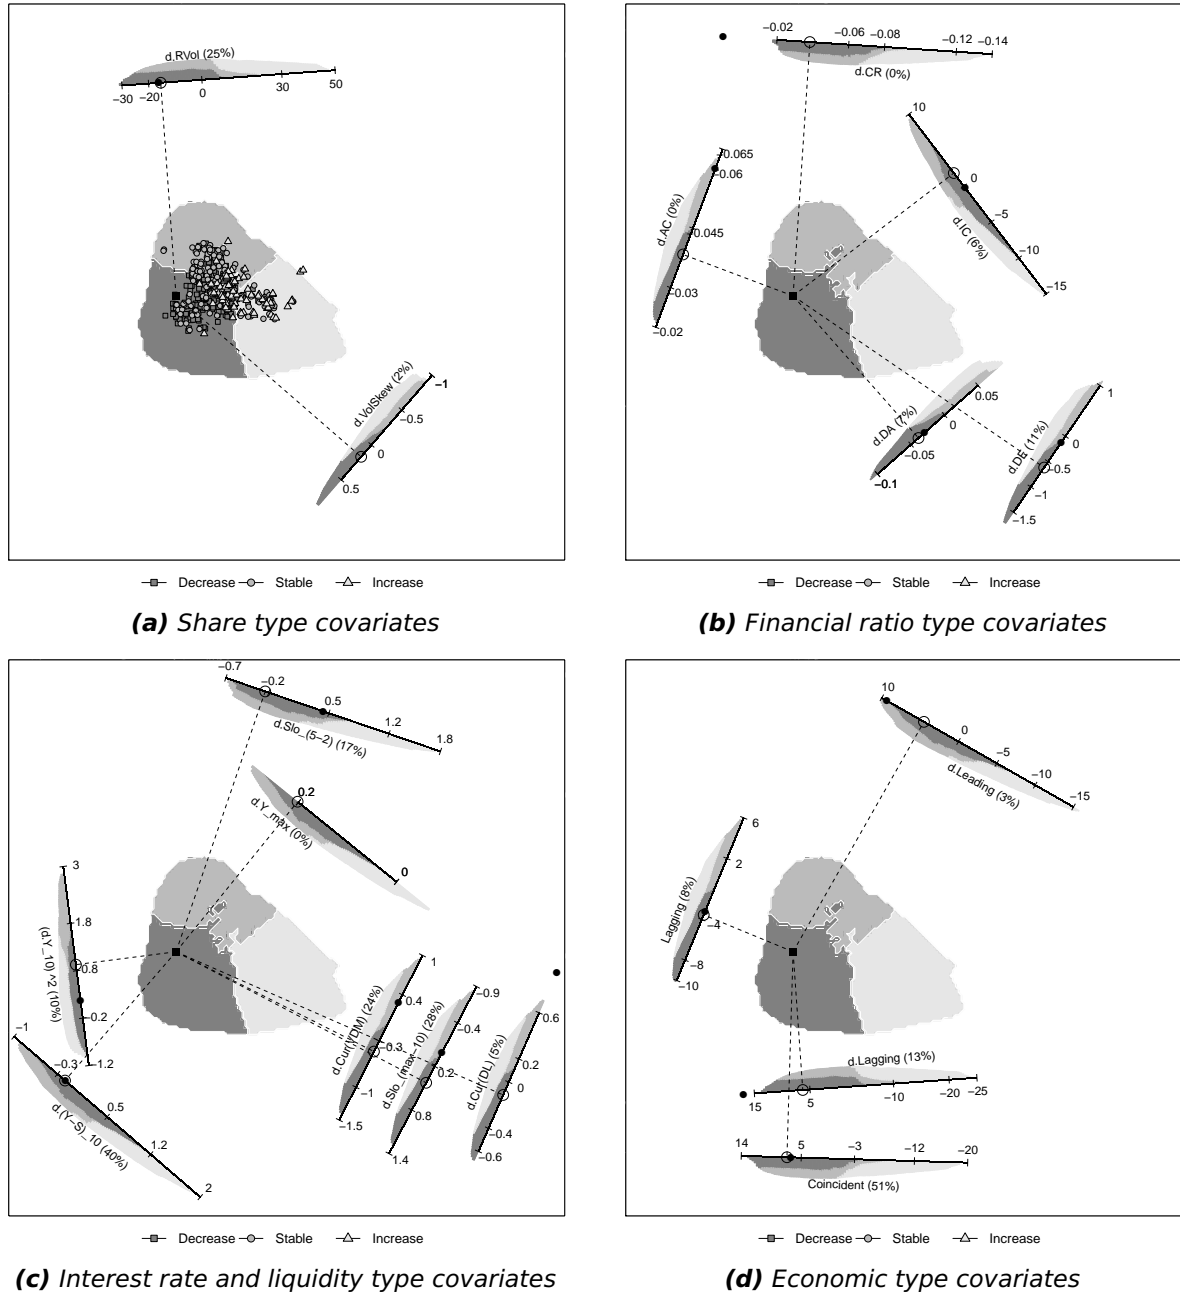 d.RVol (25%)
−30 −20 0 30 50
d.VolSkew (2%)
−1
−0.5
0
0.5
Decrease Stable Increase
(a) Share type covariates
−0.02 −0.06 −0.08 −0.12 −0.14
d.CR (0%)
10
0
−5
−10
−15
d.IC (6%)
−0.065
−0.06
−0.045
−0.03
−0.02
d.AC (0%)
0.05
0
−0.05
−0.1
d.DA (7%)
1
0
−0.5
−1
−1.5
d.DE (11%)
Decrease Stable Increase
(b) Financial ratio type covariates
−0.7
−0.2
0.5
1.2
1.8
d.Slo_(5−2) (17%)
0.2
0
d.Y_max (0%)
3
1.8
0.8
−0.2
−1.2
(d.Y_10)^2 (10%)
−1
−0.3
0.5
1.2
2
d.(Y−S)_10 (40%)
1
0.4
−0.3
−1
−1.5
d.Cur(YDM) (24%)
−0.9
−0.4
0.2
0.8
1.4
d.Slo_(max−10) (28%)
0.6
0.2
0
−0.4
−0.6
d.Cur(DL) (5%)
Decrease Stable Increase
(c) Interest rate and liquidity type covariates
10
0
−5
−10
−15
d.Leading (3%)
6
2
−4
−8
−10
Lagging (8%)
d.Lagging (13%)
15 5 −10 −20 −25
14 5 −3 −12 −20
Coincident (51%)
Decrease Stable Increase
(d) Economic type covariates